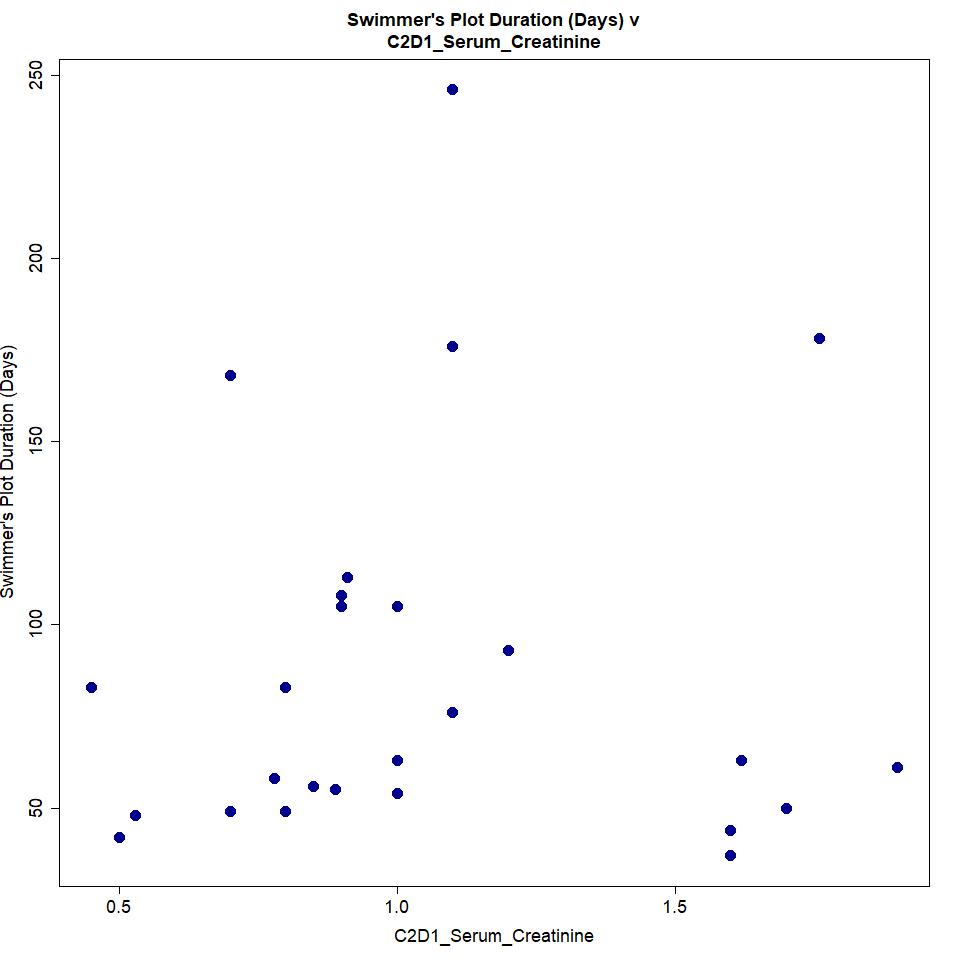 Swimmer's Plot Duration (Days) v
C2D1_Serum_Creatinine
250
200
150
100
50
Swimmer's Plot Duration (Days)
0.5
1.0
1.5
C2D1_Serum_Creatinine